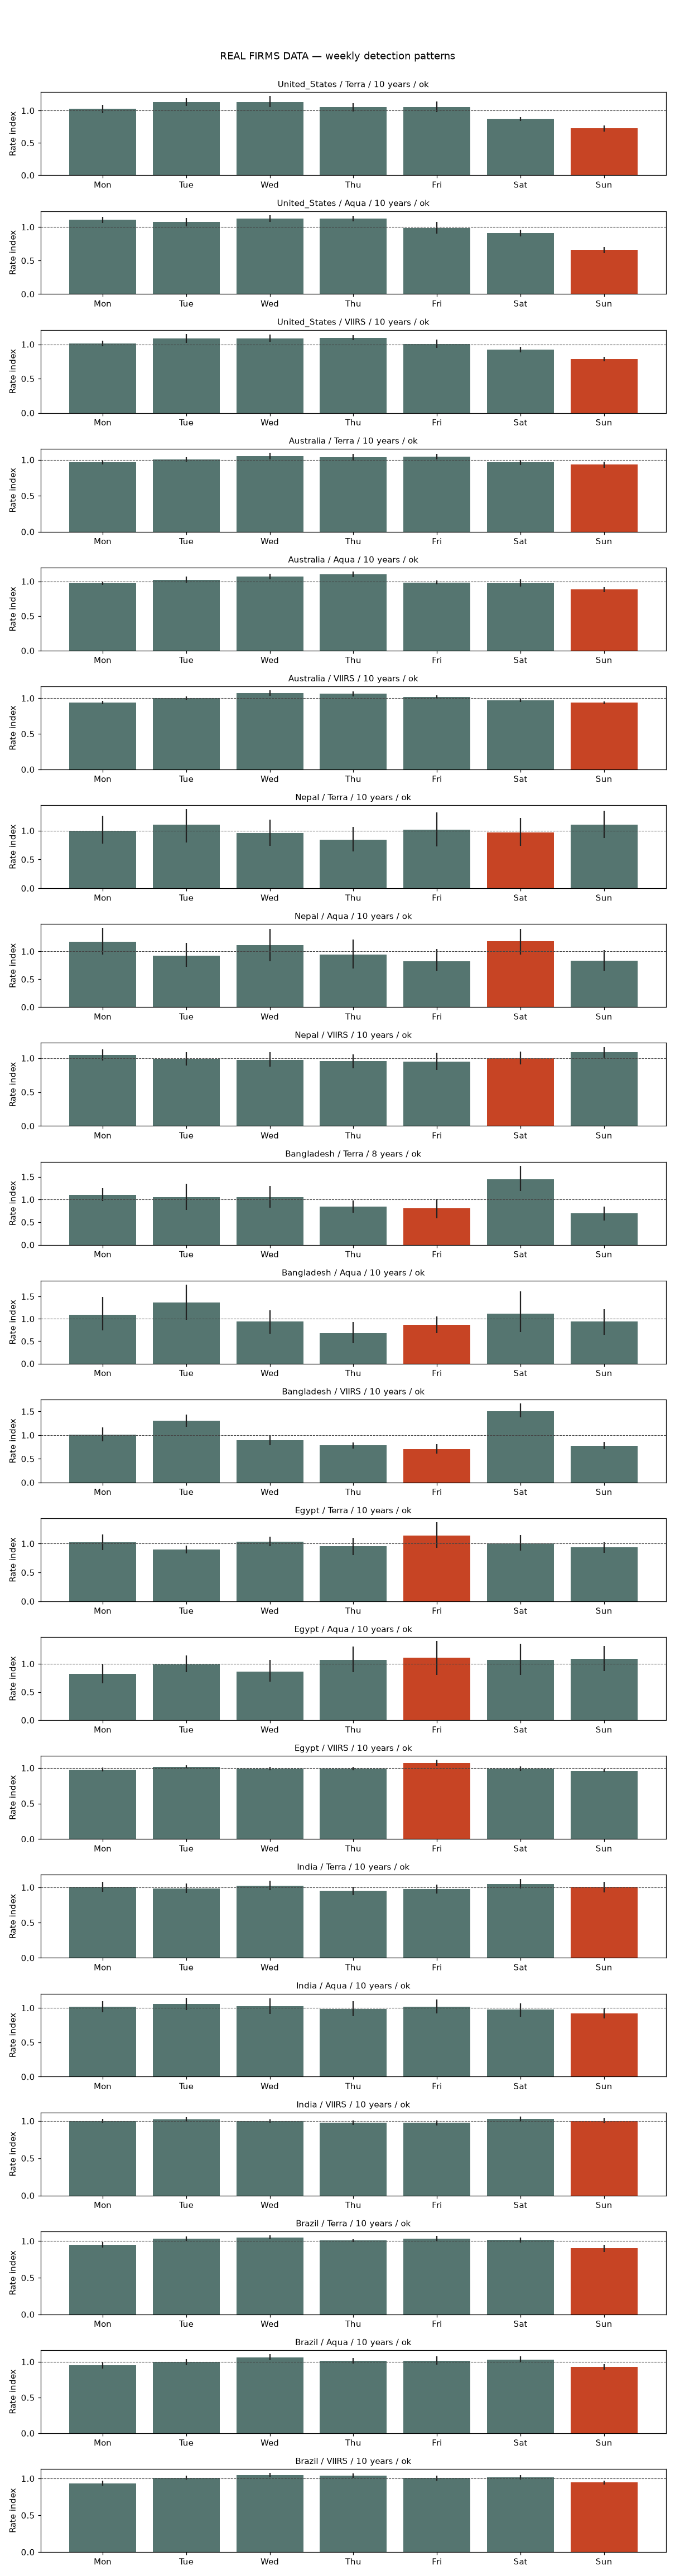 REAL FIRMS DATA — weekly detection patterns
United_States / Terra / 10 years / ok
Rate index
1.0
0.5
0.0
Mon Tue Wed Thu Fri Sat Sun
United_States / Aqua / 10 years / ok
Rate index
1.0
0.5
0.0
Mon Tue Wed Thu Fri Sat Sun
United_States / VIIRS / 10 years / ok
Rate index
1.0
0.5
0.0
Mon Tue Wed Thu Fri Sat Sun
Australia / Terra / 10 years / ok
Rate index
1.0
0.5
0.0
Mon Tue Wed Thu Fri Sat Sun
Australia / Aqua / 10 years / ok
Rate index
1.0
0.5
0.0
Mon Tue Wed Thu Fri Sat Sun
Australia / VIIRS / 10 years / ok
Rate index
1.0
0.5
0.0
Mon Tue Wed Thu Fri Sat Sun
Nepal / Terra / 10 years / ok
Rate index
1.0
0.5
0.0
Mon Tue Wed Thu Fri Sat Sun
Nepal / Aqua / 10 years / ok
Rate index
1.0
0.5
0.0
Mon Tue Wed Thu Fri Sat Sun
Nepal / VIIRS / 10 years / ok
Rate index
1.0
0.5
0.0
Mon Tue Wed Thu Fri Sat Sun
Bangladesh / Terra / 8 years / ok
Rate index
1.5
1.0
0.5
0.0
Mon Tue Wed Thu Fri Sat Sun
Bangladesh / Aqua / 10 years / ok
Rate index
1.5
1.0
0.5
0.0
Mon Tue Wed Thu Fri Sat Sun
Bangladesh / VIIRS / 10 years / ok
Rate index
1.5
1.0
0.5
0.0
Mon Tue Wed Thu Fri Sat Sun
Egypt / Terra / 10 years / ok
Rate index
1.0
0.5
0.0
Mon Tue Wed Thu Fri Sat Sun
Egypt / Aqua / 10 years / ok
Rate index
1.0
0.5
0.0
Mon Tue Wed Thu Fri Sat Sun
Egypt / VIIRS / 10 years / ok
Rate index
1.0
0.5
0.0
Mon Tue Wed Thu Fri Sat Sun
India / Terra / 10 years / ok
Rate index
1.0
0.5
0.0
Mon Tue Wed Thu Fri Sat Sun
India / Aqua / 10 years / ok
Rate index
1.0
0.5
0.0
Mon Tue Wed Thu Fri Sat Sun
India / VIIRS / 10 years / ok
Rate index
1.0
0.5
0.0
Mon Tue Wed Thu Fri Sat Sun
Brazil / Terra / 10 years / ok
Rate index
1.0
0.5
0.0
Mon Tue Wed Thu Fri Sat Sun
Brazil / Aqua / 10 years / ok
Rate index
1.0
0.5
0.0
Mon Tue Wed Thu Fri Sat Sun
Brazil / VIIRS / 10 years / ok
Rate index
1.0
0.5
0.0
Mon Tue Wed Thu Fri Sat Sun